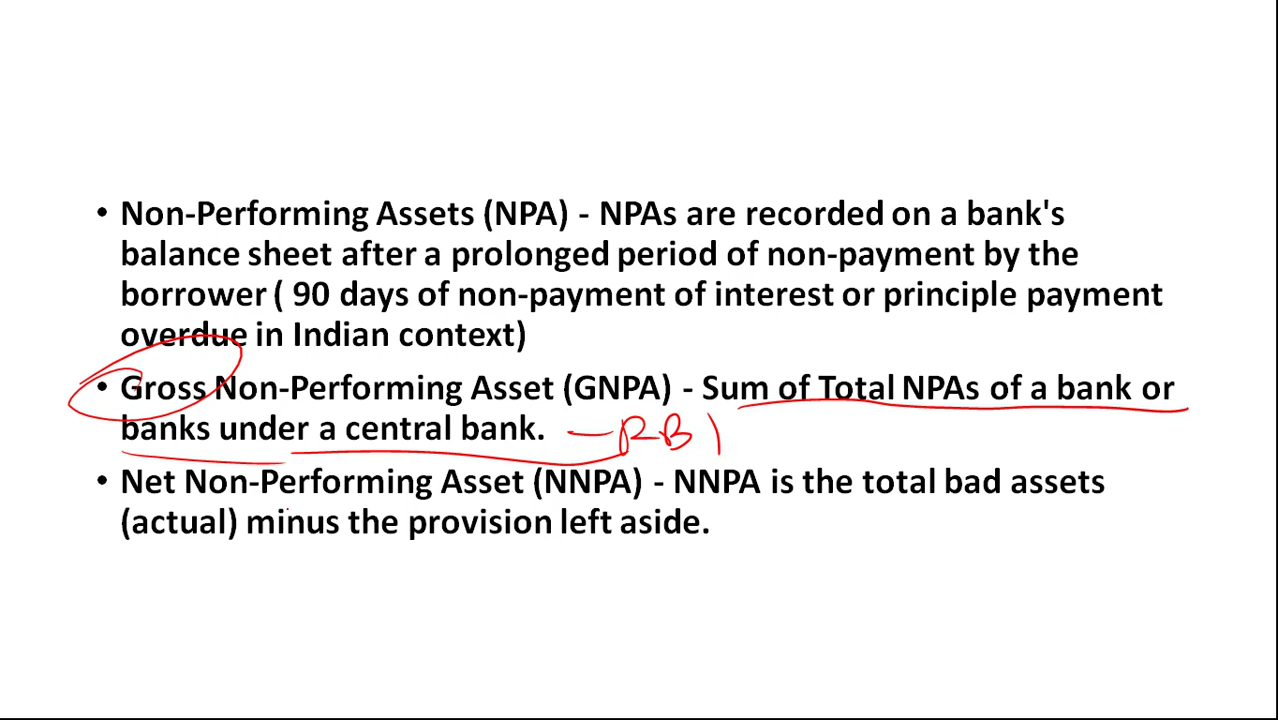 • Non-Performing Assets (NPA) - NPAs are recorded on a bank's
balance sheet after a prolonged period of non-payment by the
borrower ( 90 days of non-payment of interest or principle payment
overdue in Indian context)
• Gross Non-Performing Asset (GNPA) - Sum of Total NPAs of a bank or
banks under a central bank. — RBI
• Net Non-Performing Asset (NNPA) - NNPA is the total bad assets
(actual) minus the provision left aside.